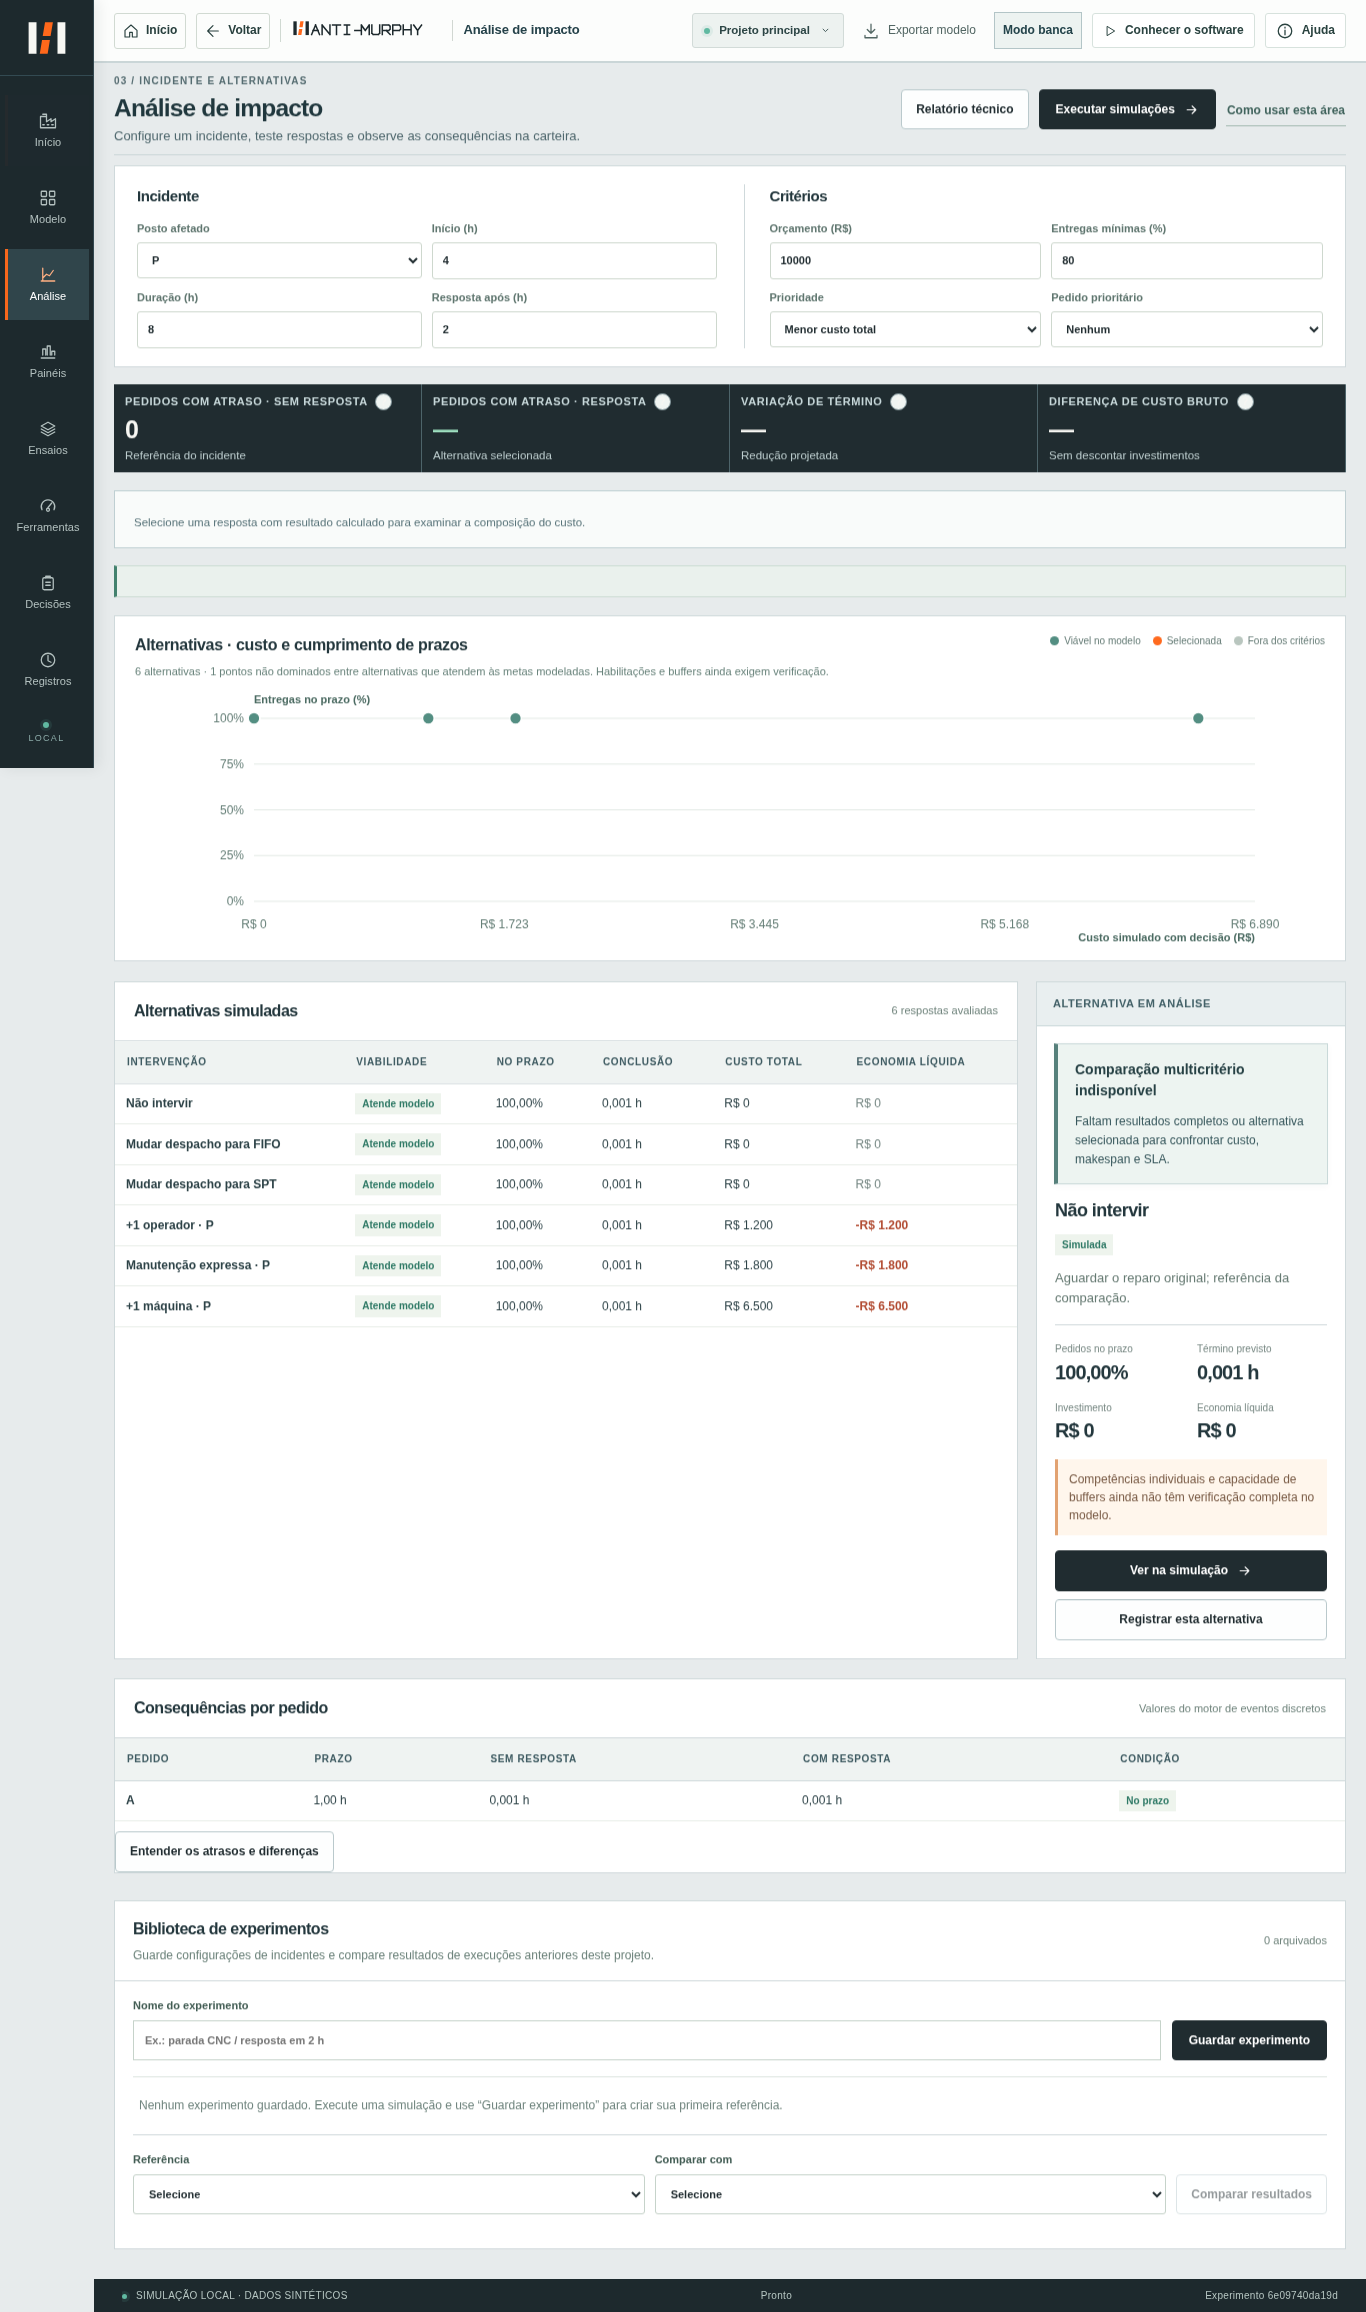 Início
Modelo
Análise
Painéis
Ensaios
Ferramentas
Decisões
Registros
LOCAL
Início
Voltar
ANTI-MURPHY
Análise de impacto
Projeto principal
Exportar modelo
Modo banca
Conhecer o software
Ajuda
03 / INCIDENTE E ALTERNATIVAS
Análise de impacto
Configure um incidente, teste respostas e observe as consequências na carteira.
Relatório técnico
Executar simulações
Como usar esta área
Incidente
Posto afetado
Início (h)
P
4
Duração (h)
Resposta após (h)
8
2
Critérios
Orçamento (R$)
Entregas mínimas (%)
10000
80
Prioridade
Pedido prioritário
Menor custo total
Nenhum
PEDIDOS COM ATRASO · SEM RESPOSTA
0
Referência do incidente
PEDIDOS COM ATRASO · RESPOSTA
—
Alternativa selecionada
VARIAÇÃO DE TÉRMINO
—
Redução projetada
DIFERENÇA DE CUSTO BRUTO
—
Sem descontar investimentos
Selecione uma resposta com resultado calculado para examinar a composição do custo.
Alternativas · custo e cumprimento de prazos
Viável no modelo
Selecionada
Fora dos critérios
6 alternativas · 1 pontos não dominados entre alternativas que atendem às metas modeladas. Habilitações e buffers ainda exigem verificação.
Entregas no prazo (%)
100%
75%
50%
25%
0%
R$ 0
R$ 1.723
R$ 3.445
R$ 5.168
R$ 6.890
Custo simulado com decisão (R$)
Alternativas simuladas
6 respostas avaliadas
INTERVENÇÃO VIABILIDADE NO PRAZO CONCLUSÃO CUSTO TOTAL ECONOMIA LÍQUIDA
Não intervir Atende modelo 100,00% 0,001 h R$ 0 R$ 0
Mudar despacho para FIFO Atende modelo 100,00% 0,001 h R$ 0 R$ 0
Mudar despacho para SPT Atende modelo 100,00% 0,001 h R$ 0 R$ 0
+1 operador · P Atende modelo 100,00% 0,001 h R$ 1.200 -R$ 1.200
Manutenção expressa · P Atende modelo 100,00% 0,001 h R$ 1.800 -R$ 1.800
+1 máquina · P Atende modelo 100,00% 0,001 h R$ 6.500 -R$ 6.500
ALTERNATIVA EM ANÁLISE
Comparação multicritério
indisponível
Faltam resultados completos ou alternativa
selecionada para confrontar custo,
makespan e SLA.
Não intervir
Simulada
Aguardar o reparo original; referência da
comparação.
Pedidos no prazo
Término previsto
100,00%
0,001 h
Investimento
Economia líquida
R$ 0
R$ 0
Competências individuais e capacidade de
buffers ainda não têm verificação completa no
modelo.
Ver na simulação
Registrar esta alternativa
Consequências por pedido
Valores do motor de eventos discretos
PEDIDO PRAZO SEM RESPOSTA COM RESPOSTA CONDIÇÃO
A 1,00 h 0,001 h 0,001 h No prazo
Entender os atrasos e diferenças
Biblioteca de experimentos
Guarde configurações de incidentes e compare resultados de execuções anteriores deste projeto.
0 arquivados
Nome do experimento
Ex.: parada CNC / resposta em 2 h
Guardar experimento
Nenhum experimento guardado. Execute uma simulação e use “Guardar experimento” para criar sua primeira referência.
Referência
Comparar com
Selecione
Selecione
Comparar resultados
SIMULAÇÃO LOCAL · DADOS SINTÉTICOS
Pronto
Experimento 6e09740da19d